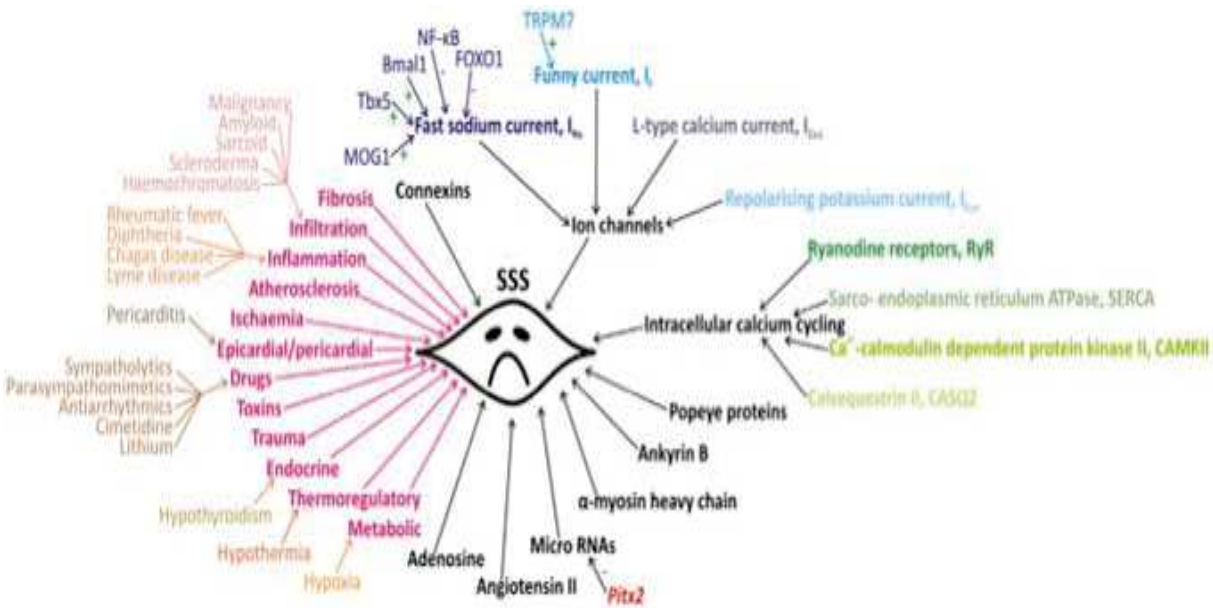 TRPM7
+
NF-κB
Bmal1
FOXO1
Funny current, I
Tbx5
Malignancy
Amyloid
Fast sodium current, I
L-type calcium current, I
Sarcoid
MOG1
Scleroderma
Haemochromatosis
Connexins
Fibrosis
Repolarising potassium current, I
Rheumatic fever
Infiltration
Ion channels
Diphtheria
Chagas disease
Inflammation
Ryanodine receptors, RyR
Lyme disease
SSS
Atherosclerosis
Sarco- endoplasmic reticulum ATPase, SERCA
Pericarditis
Ischaemia
Intracellular calcium cycling
Epicardial/pericardial
-calmodulin dependent protein kinase II, CAMKII
Sympatholytics
Drugs
Parasympathomimetics
Calsequestrin II, CASQ2
Antiarrhythmics
Toxins
Popeye proteins
Cimetidine
Lithium
Trauma
Ankyrin B
Endocrine
Thermoregulatory
α-myosin heavy chain
Hypothyroidism
Metabolic
Hypothermia
Adenosine
Micro RNAs
Hypoxia
Angiotensin II
Pitx2